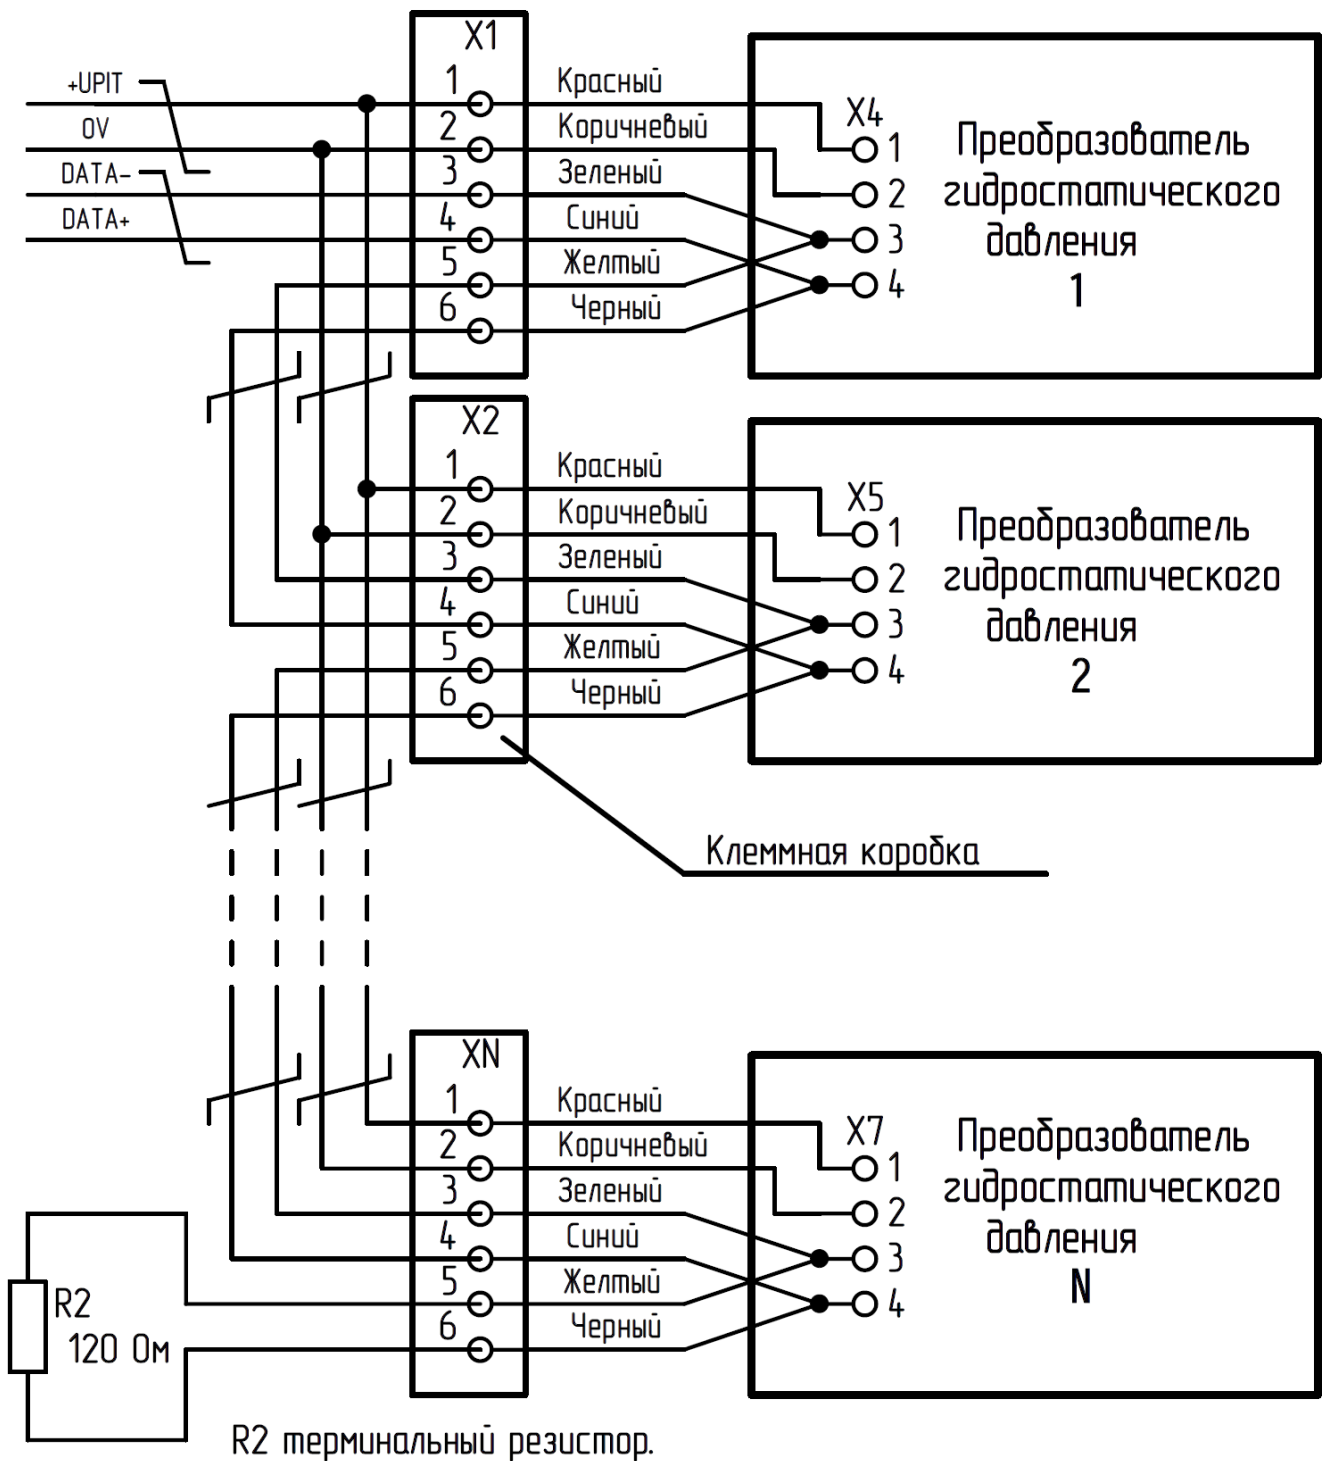 X1
+UPIT
0V
DATA-
DATA+
1
2
3
4
5
6
Красный
Коричневый
Зеленый
Синий
Желтый
Черный
X4
1
2
3
4
Преобразователь
гидростатического
давления
1
X2
1
2
3
4
5
6
Красный
Коричневый
Зеленый
Синий
Желтый
Черный
X5
1
2
3
4
Преобразователь
гидростатического
давления
2
Клеммная коробка
XN
1
2
3
4
5
6
Красный
Коричневый
Зеленый
Синий
Желтый
Черный
X7
1
2
3
4
Преобразователь
гидростатического
давления
N
R2
120 Ом
R2 терминальный резистор.